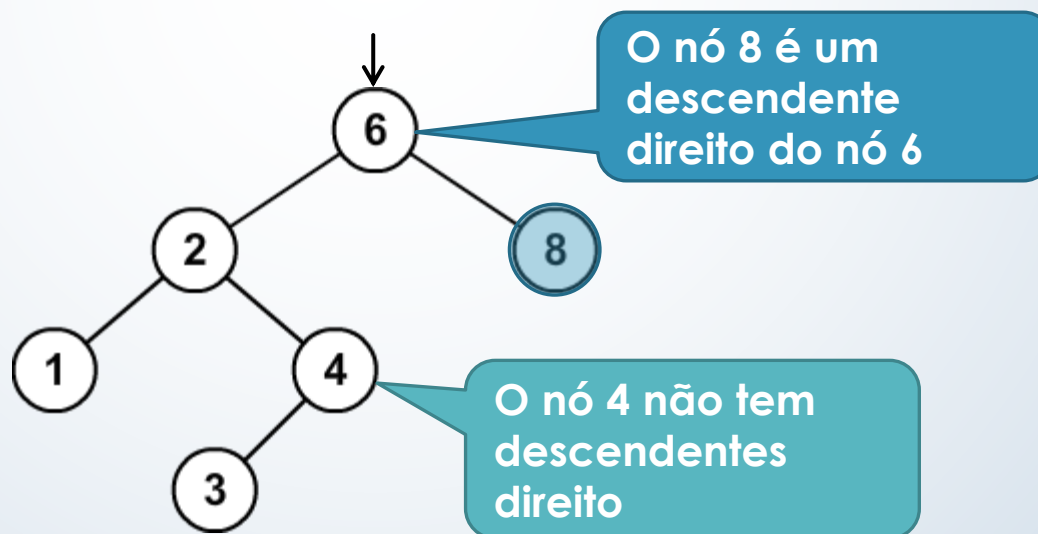 O nó 8 é um
descendente
direito do nó 6
6
2
8
1
4
O nó 4 não tem
descendentes
direito
3